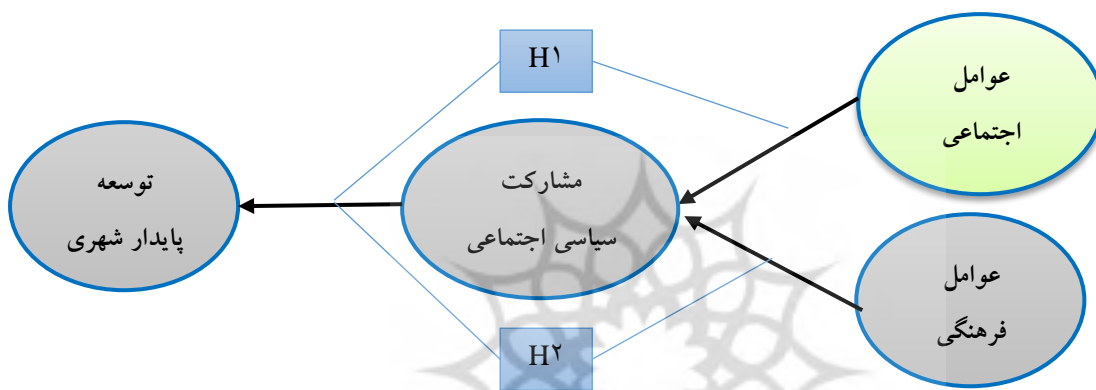 H۱
عوامل
اجتماعی
مشارکت
سیاسی اجتماعی
توسعه
پایدار شهری
عوامل
فرهنگی
H۲